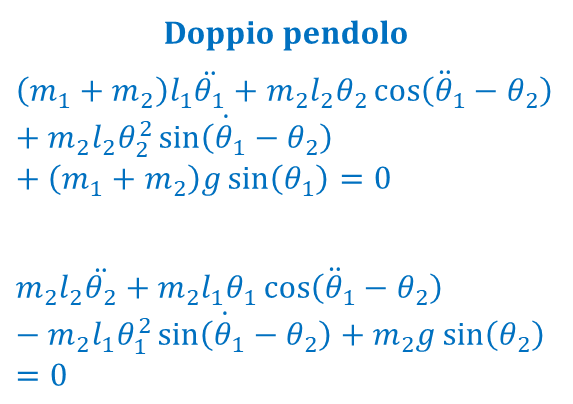 Doppio pendolo
(m₁ + m₂)l₁θ̈₁ + m₂l₂θ₂ cos(θ̈₁ − θ₂)
+ m₂l₂θ₂² sin(θ̇₁ − θ₂)
+ (m₁ + m₂)g sin(θ₁) = 0
m₂l₂θ̈₂ + m₂l₁θ₁ cos(θ̈₁ − θ₂)
− m₂l₁θ₁² sin(θ̇₁ − θ₂) + m₂g sin(θ₂)
= 0